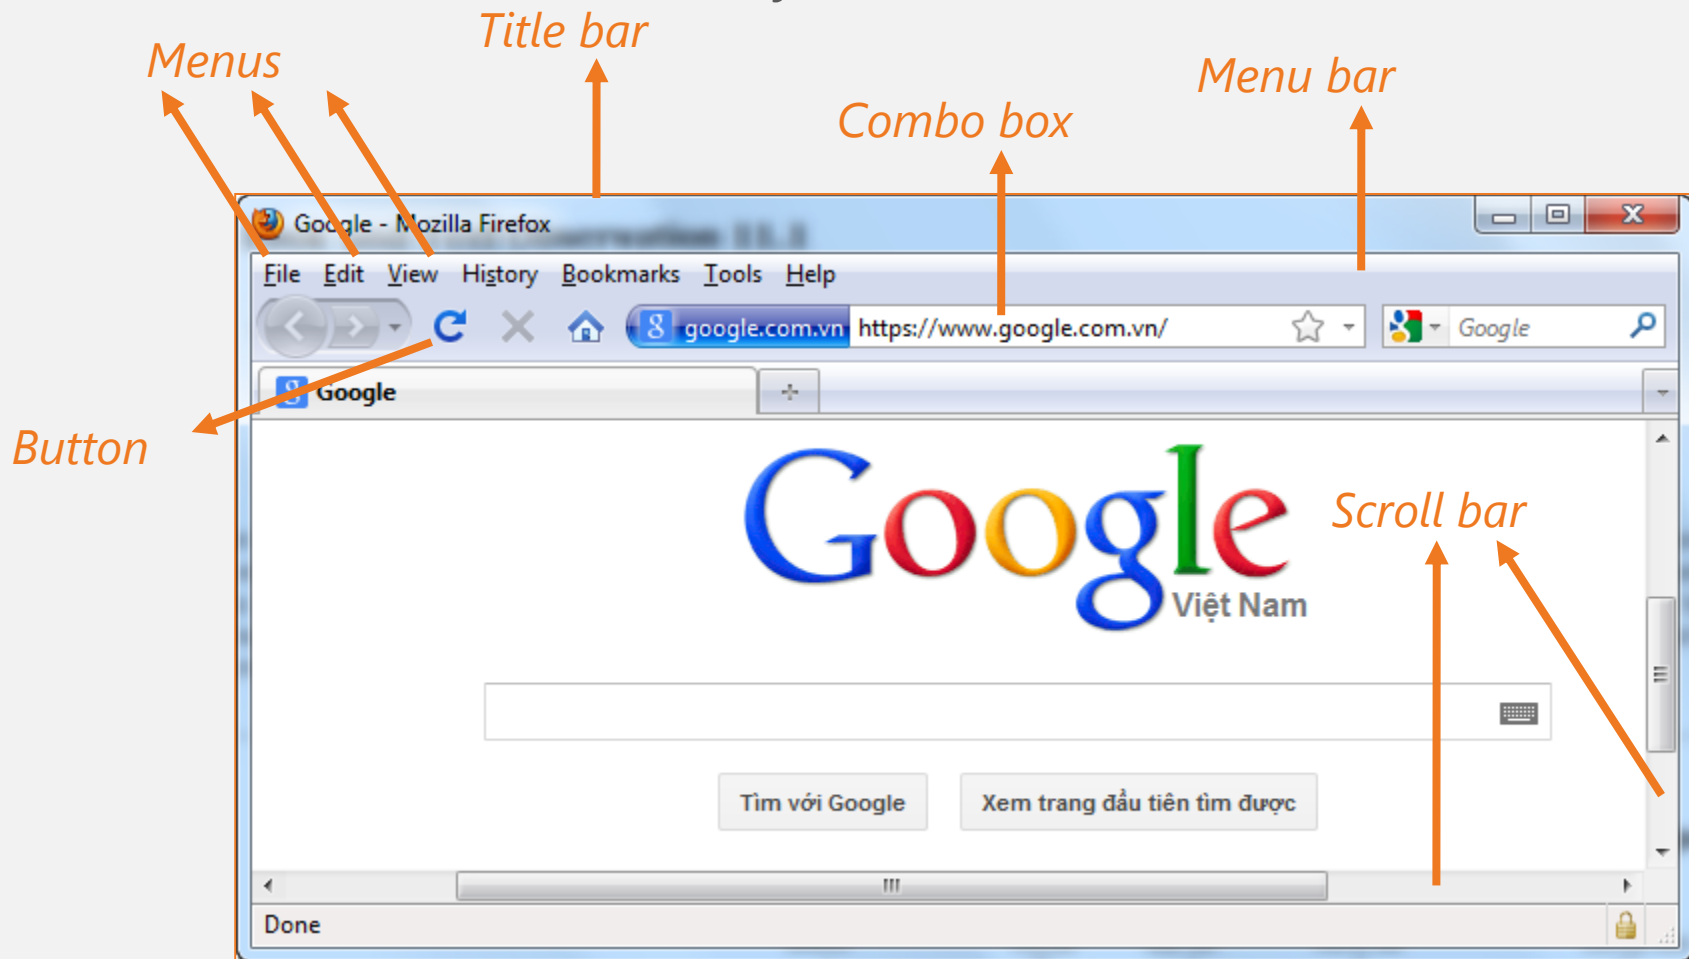 Title bar
Menus
Menu bar
Combo box
Google - Mozilla Firefox
File Edit View History Bookmarks Tools Help
google.com.vn https://www.google.com.vn/ Google
Google
Button
Google
Scroll bar
Việt Nam
Tìm với Google Xem trang đầu tiên tìm được
Done